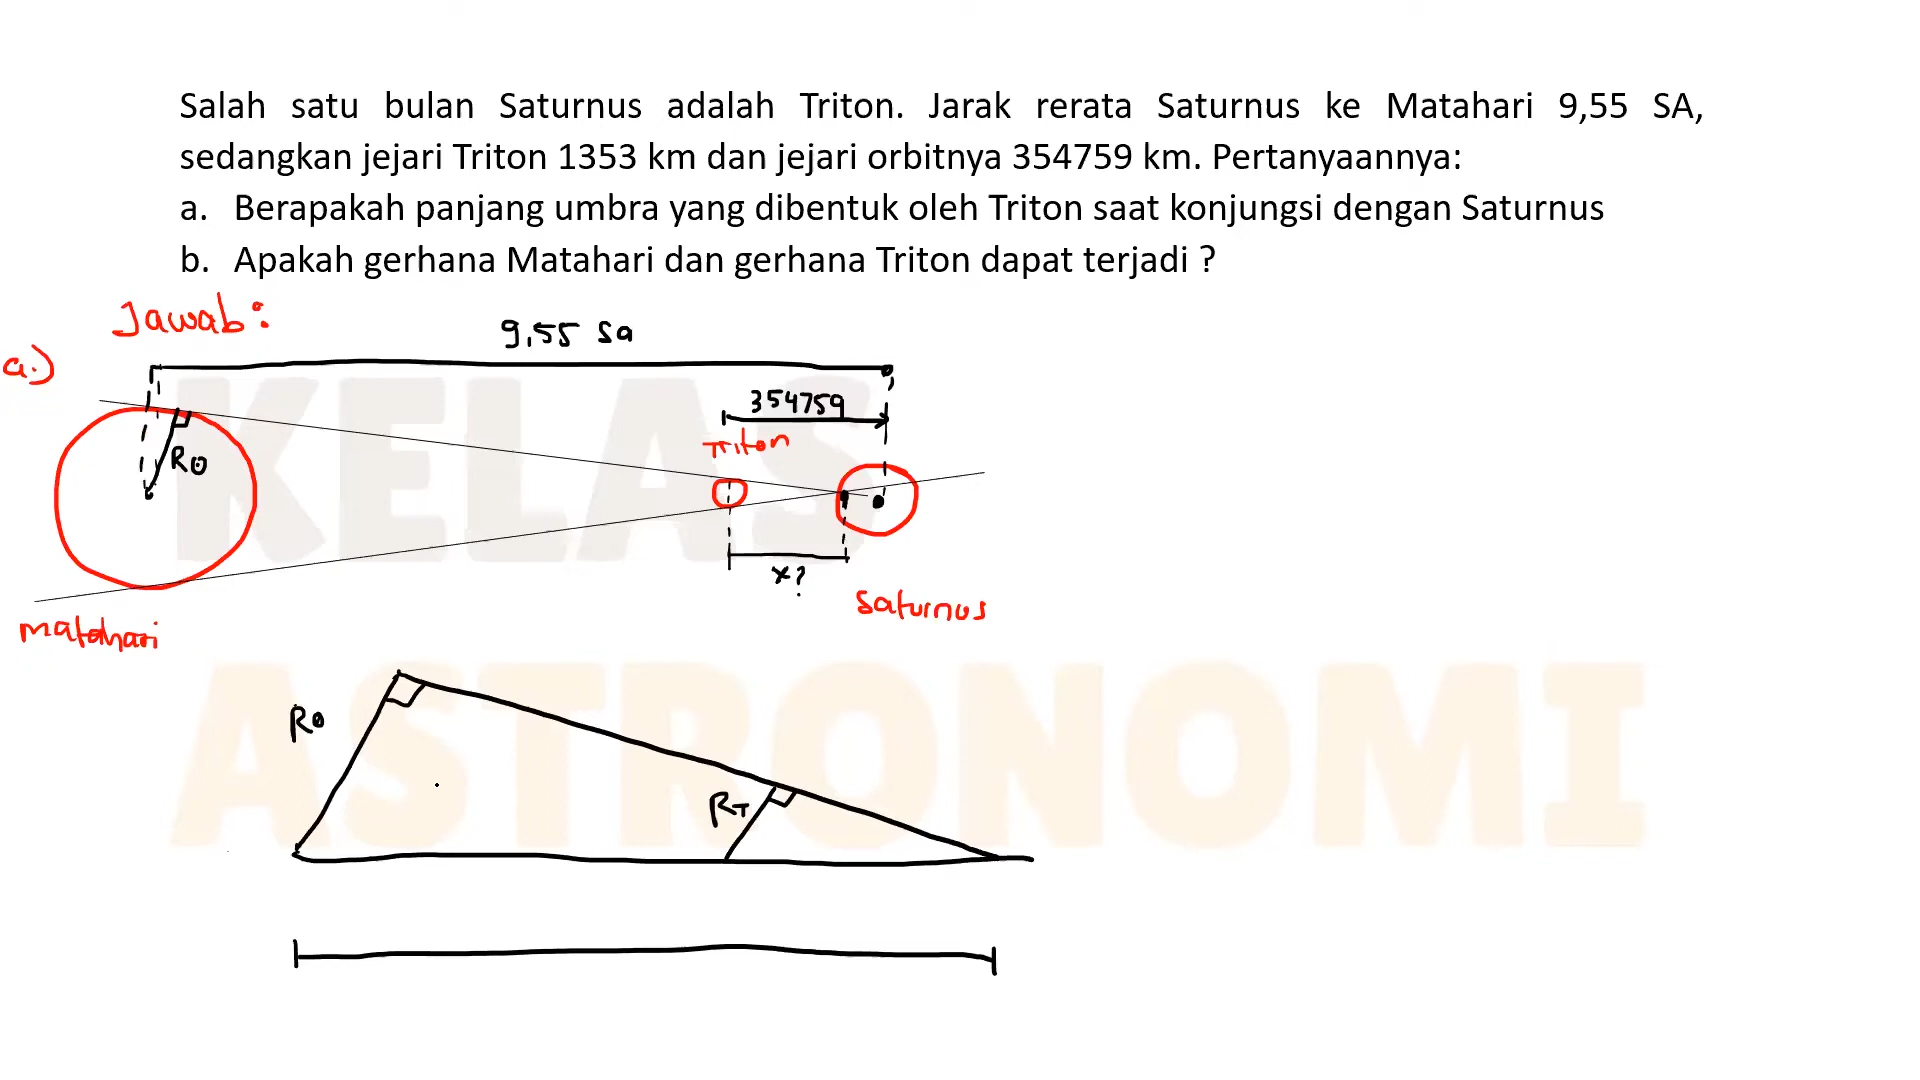 Salah satu bulan Saturnus adalah Triton. Jarak rerata Saturnus ke Matahari 9,55 SA,
sedangkan jejari Triton 1353 km dan jejari orbitnya 354759 km. Pertanyaannya:
a. Berapakah panjang umbra yang dibentuk oleh Triton saat konjungsi dengan Saturnus
b. Apakah gerhana Matahari dan gerhana Triton dapat terjadi ?
Jawab:
a.)
9,55 Sa
354759
Triton
R⊙
x?
Saturnus
matahari
R⊙
RT
KELAS
ASTRONOMI